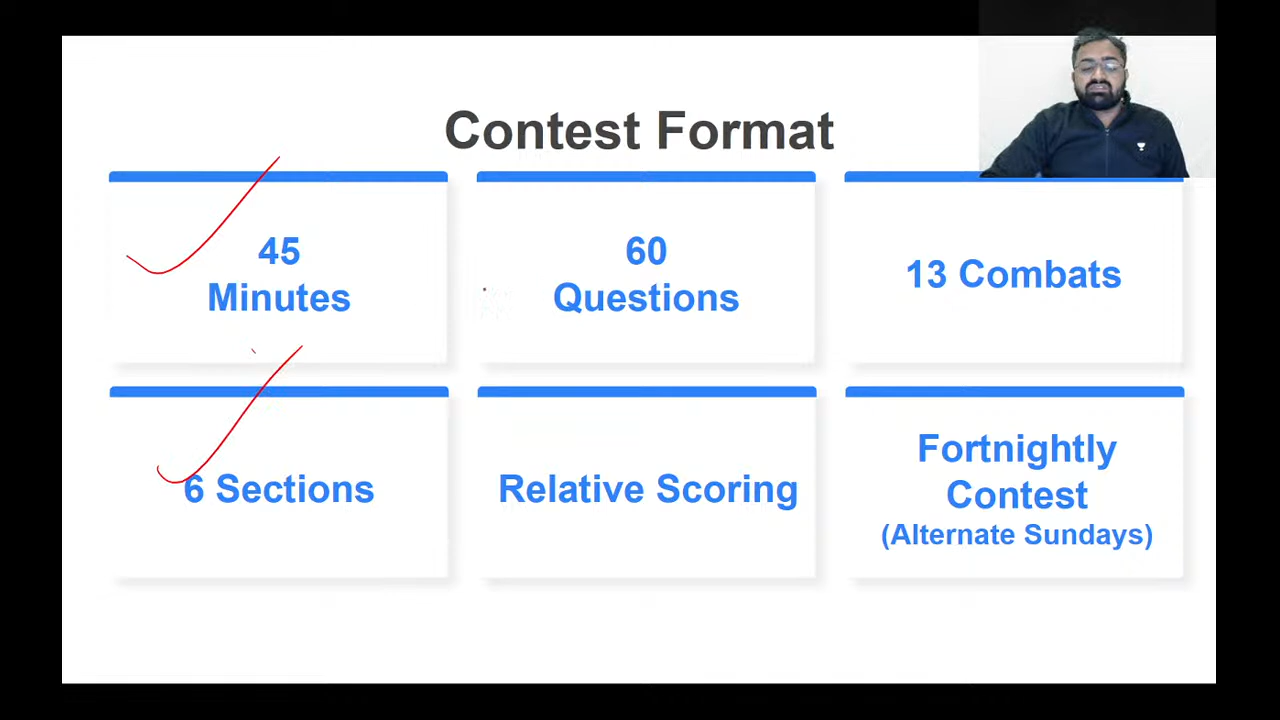 Contest Format
45
Minutes
60
Questions
13 Combats
6 Sections
Relative Scoring
Fortnightly
Contest
(Alternate Sundays)